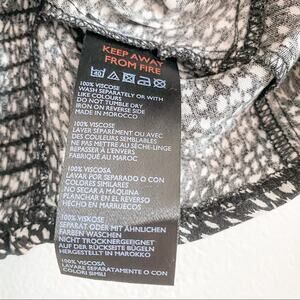 KEEP AWAY
FROM FIRE
100% VISCOSE
WASH SEPARATELY OR WITH
LIKE COLOURS
DO NOT TUMBLE DRY
IRON ON REVERSE SIDE
MADE IN MOROCCO
100% VISCOSE
LAVER SÉPARÉMENT OU AVEC
DES COULEURS SEMBLABLES
NE PAS METTRE AU SÈCHE-LINGE
REPASSER À L'ENVERS
FABRIQUÉ AU MAROC
100% VISCOSA
LAVAR POR SEPARADO O CON
COLORES SIMILARES
NO SECAR A MÁQUINA
PLANCHAR EN EL REVERSO
HECHO EN MARRUECOS
100% VISKOSE
SEPARAT ODER MIT ÄHNLICHEN
FARBEN WASCHEN
NICHT TROCKNERGEEIGNET
AUF DER RÜCKSEITE BÜGELN
HERGESTELLT IN MAROKKO
100% VISCOSA
LAVARE SEPARATAMENTE O CON
COLORI SIMILI